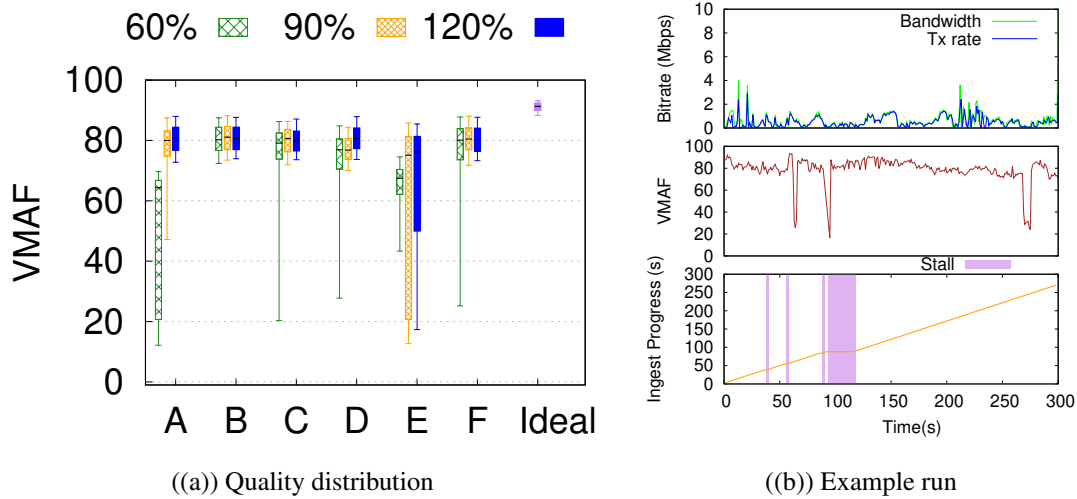 60% 90% 120%
VMAF
100
80
60
40
20
0
A B C D E F Ideal
((a)) Quality distribution
Bitrate (Mbps)
10
8
6
4
2
0
Bandwidth
Tx rate
VMAF
100
80
60
40
20
0
Stall
Ingest Progress (s)
300
250
200
150
100
50
0
0 50 100 150 200 250 300
Time(s)
((b)) Example run